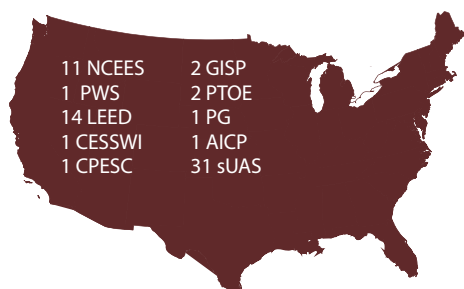 11 NCEES
1 PWS
14 LEED
1 CESSWI
1 CPESC
2 GISP
2 PTOE
1 PG
1 AICP
31 sUAS